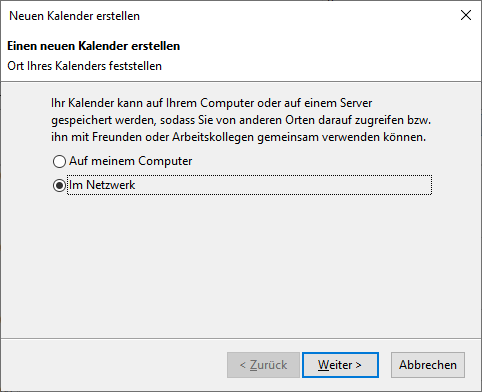 Neuen Kalender erstellen
Einen neuen Kalender erstellen
Ort Ihres Kalenders feststellen
Ihr Kalender kann auf Ihrem Computer oder auf einem Server
gespeichert werden, sodass Sie von anderen Orten darauf zugreifen bzw.
ihn mit Freunden oder Arbeitskollegen gemeinsam verwenden können.
Auf meinem Computer
Im Netzwerk
< Zurück
Weiter >
Abbrechen